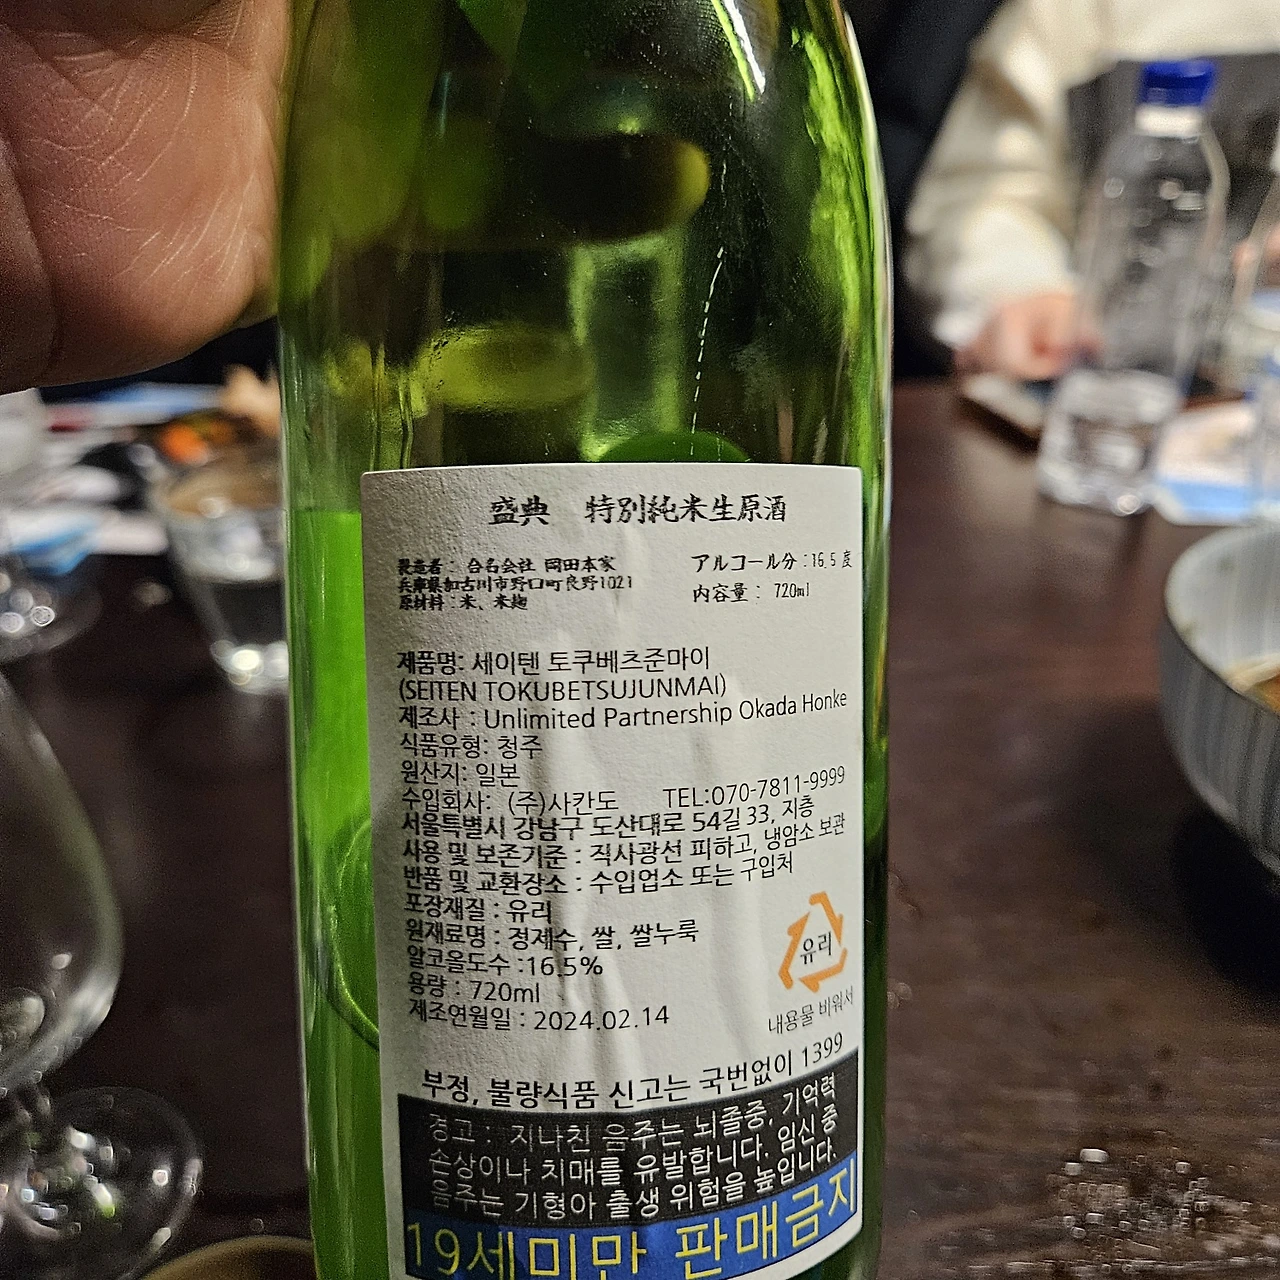 盛典 特別純米生原酒
製造者：合名会社 岡田本家
兵庫県加古川市野口町良野1021
原材料：米、米麹
アルコール分：16.5 度
内容量： 720ml
제품명: 세이텐 토쿠베츠준마이
(SEITEN TOKUBETSUJUNMAI)
제조사 : Unlimited Partnership Okada Honke
식품유형: 청주
원산지: 일본
수입회사: (주)사칸도 TEL:070-7811-9999
서울특별시 강남구 도산대로 54길 33, 지층
사용 및 보존기준 : 직사광선 피하고, 냉암소 보관
반품 및 교환장소 : 수입업소 또는 구입처
포장재질 : 유리
원재료명 : 정제수, 쌀, 쌀누룩
알코올도수 :16.5%
용량 : 720ml
제조연월일 : 2024.02.14
유리
내용물 비워서
부정, 불량식품 신고는 국번없이 1399
경고 : 지나친 음주는 뇌졸중, 기억력
손상이나 치매를 유발합니다. 임신 중
음주는 기형아 출생 위험을 높입니다.
19세미만 판매금지